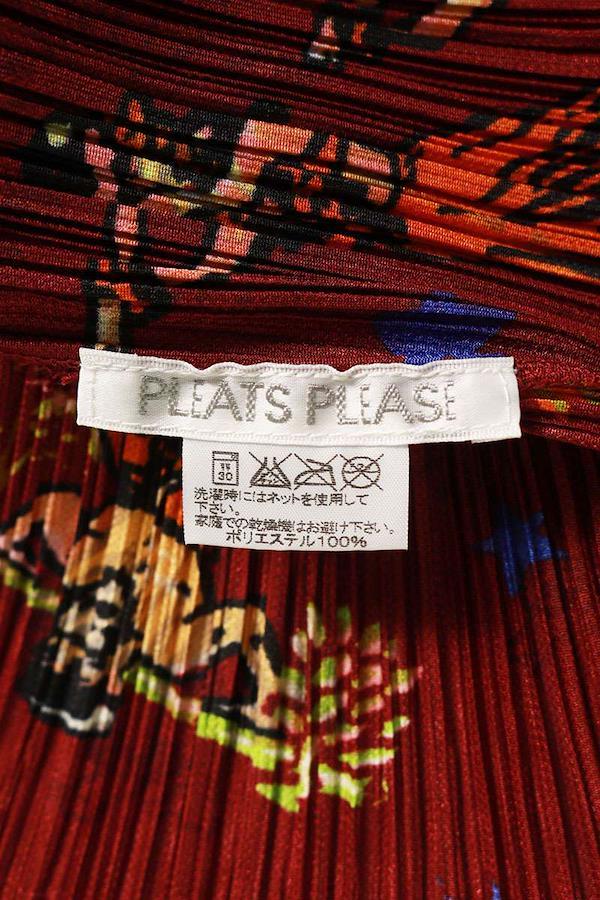 PLEATS PLEASE
弱
30
洗濯時にはネットを使用して
下さい。
家庭での乾燥機はお避け下さい。
ポリエステル100%